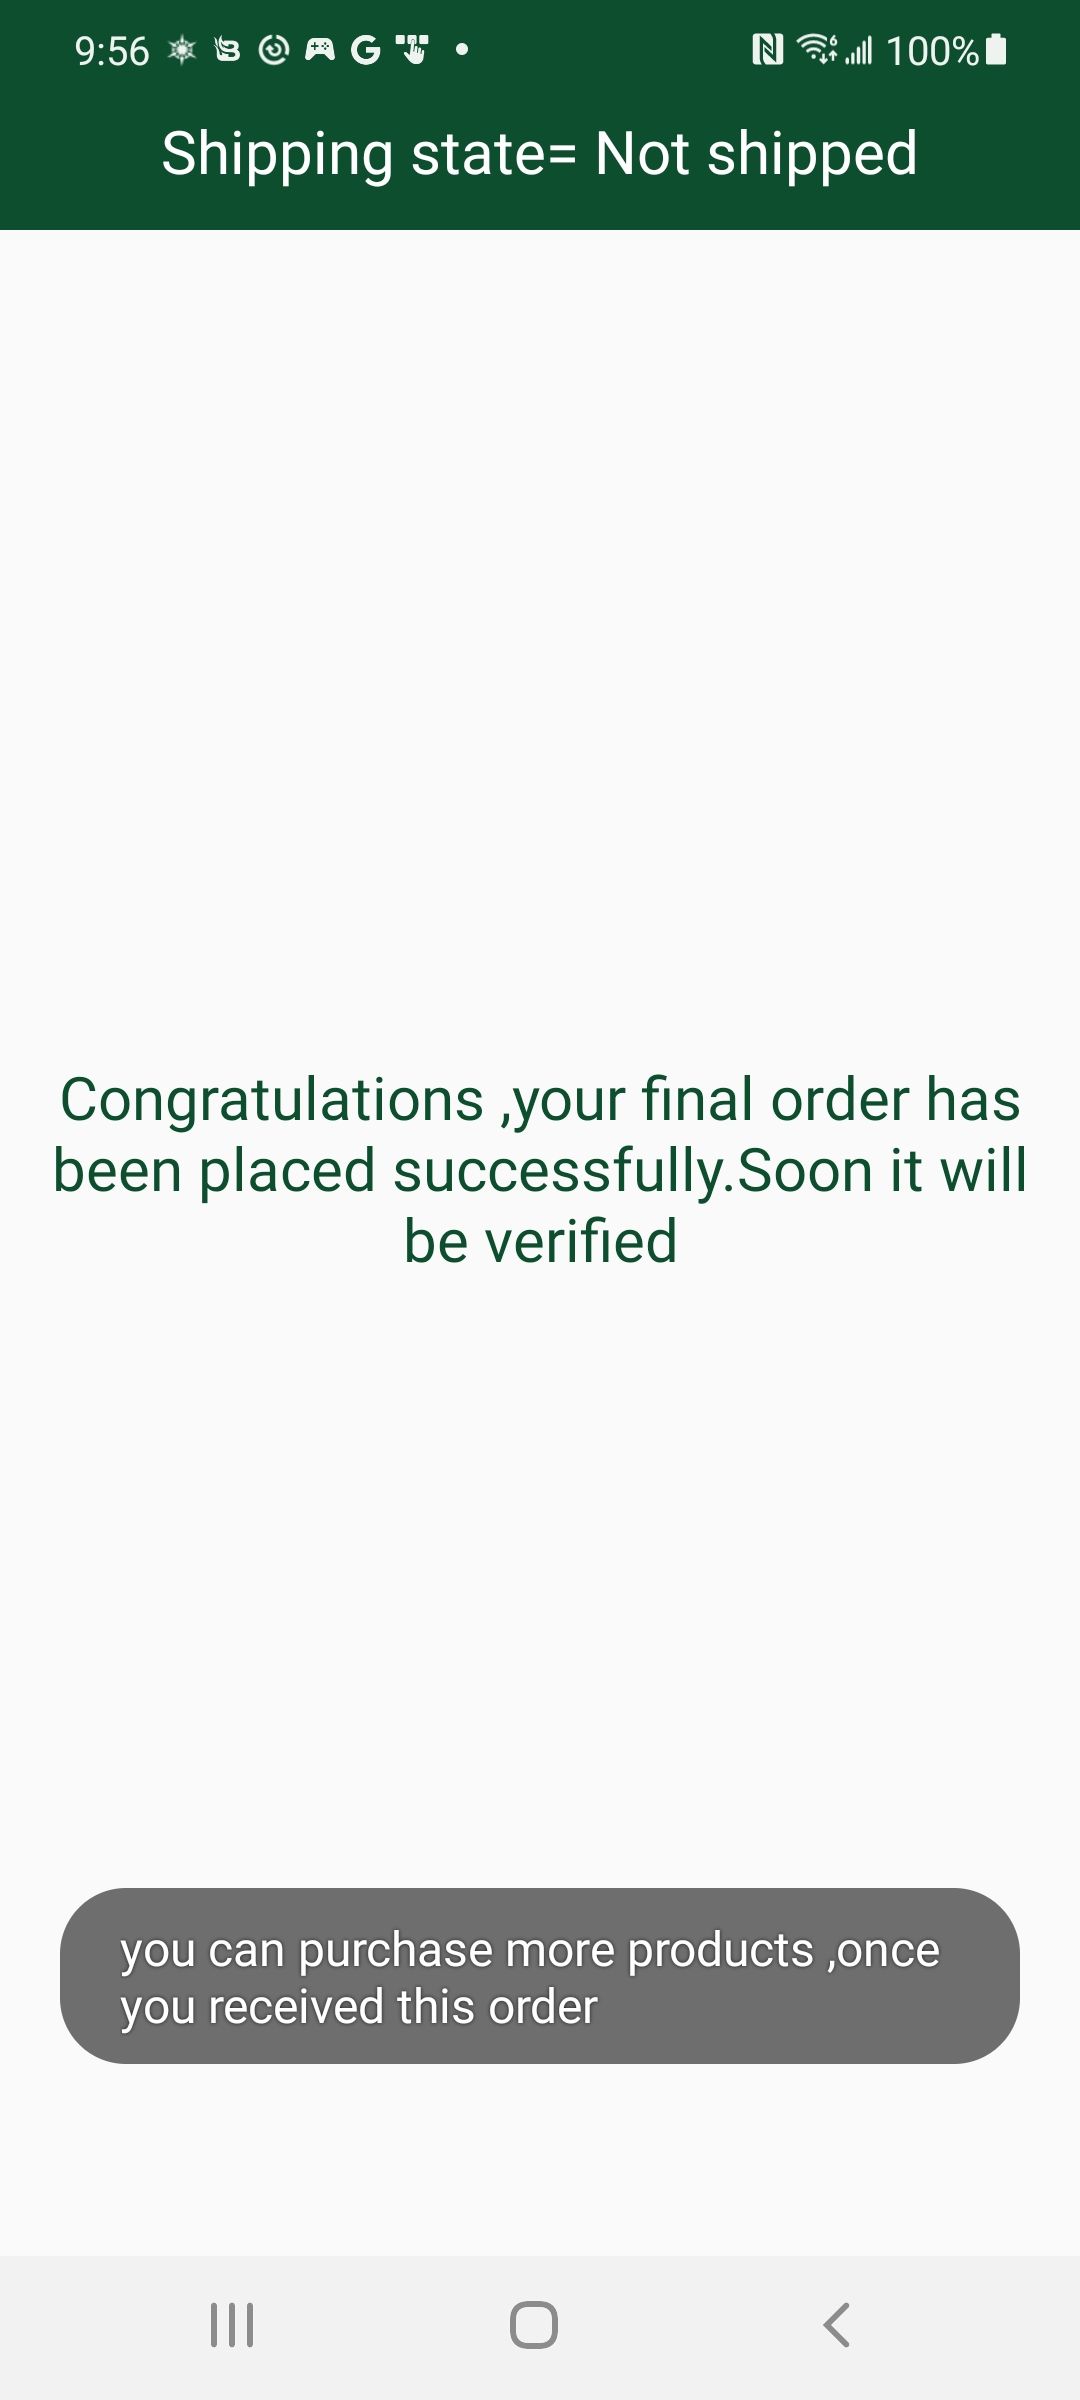 9:56
100%
Shipping state= Not shipped
Congratulations ,your final order has
been placed successfully.Soon it will
be verified
you can purchase more products ,once
you received this order